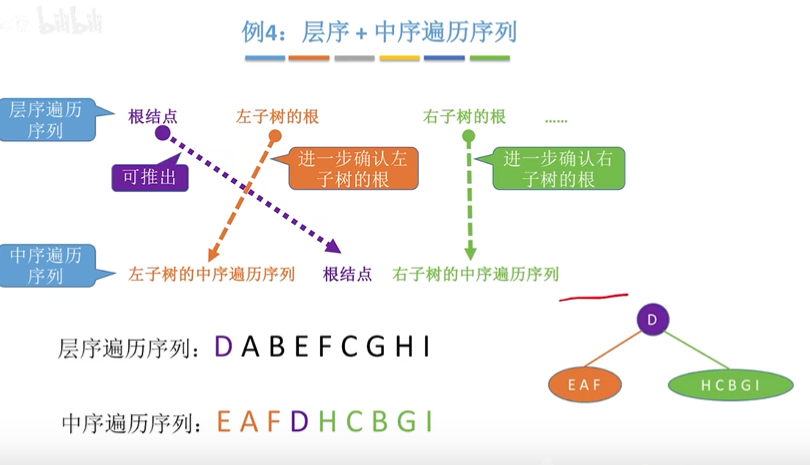 bilibili
例4：层序 + 中序遍历序列
层序遍历
序列
根结点
左子树的根
右子树的根
......
可推出
进一步确认左
子树的根
进一步确认右
子树的根
中序遍历
序列
左子树的中序遍历序列
根结点
右子树的中序遍历序列
层序遍历序列：D A B E F C G H I
中序遍历序列：E A F D H C B G I
D
E A F
H C B G I